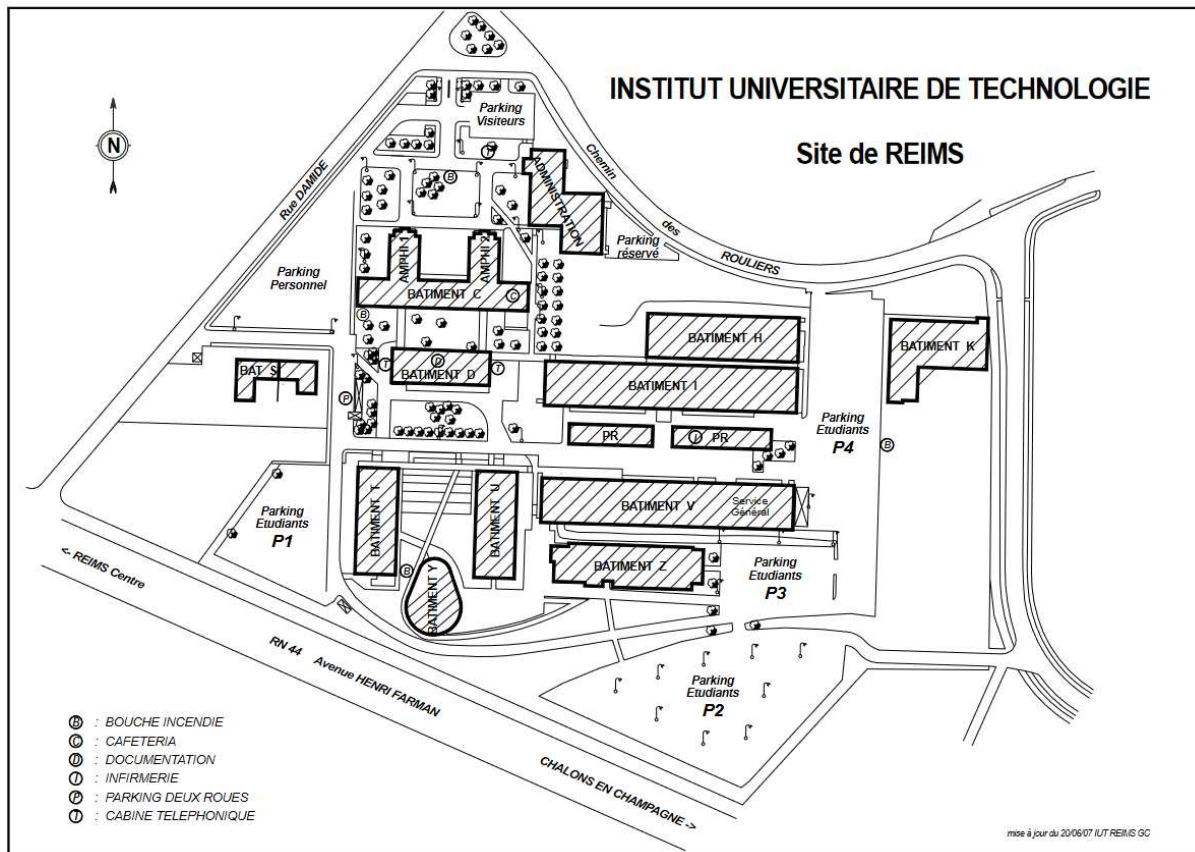 INSTITUT UNIVERSITAIRE DE TECHNOLOGIE
Site de REIMS
N
Parking
Visiteurs
T
Chemin
des
ROULIERS
Rue DAMIDE
B
ADMINISTRATION
Parking
réservé
AMPHI 1
AMPHI 2
Parking
Personnel
BATIMENT C
C
B
BATIMENT H
BATIMENT K
D
T
T
BATIMENT D
BAT S
BATIMENT I
P
Parking
Etudiants
P4
PR
I
PR
B
BATIMENT T
BATIMENT U
BATIMENT V
Service
Général
Parking
Etudiants
P1
B
BATIMENT Y
BATIMENT Z
Parking
Etudiants
P3
<- REIMS Centre
RN 44 Avenue HENRI FARMAN
CHALONS EN CHAMPAGNE ->
Parking
Etudiants
P2
B : BOUCHE INCENDIE
C : CAFETERIA
D : DOCUMENTATION
I : INFIRMERIE
P : PARKING DEUX ROUES
T : CABINE TELEPHONIQUE
mise à jour du 20/06/07 IUT REIMS GC